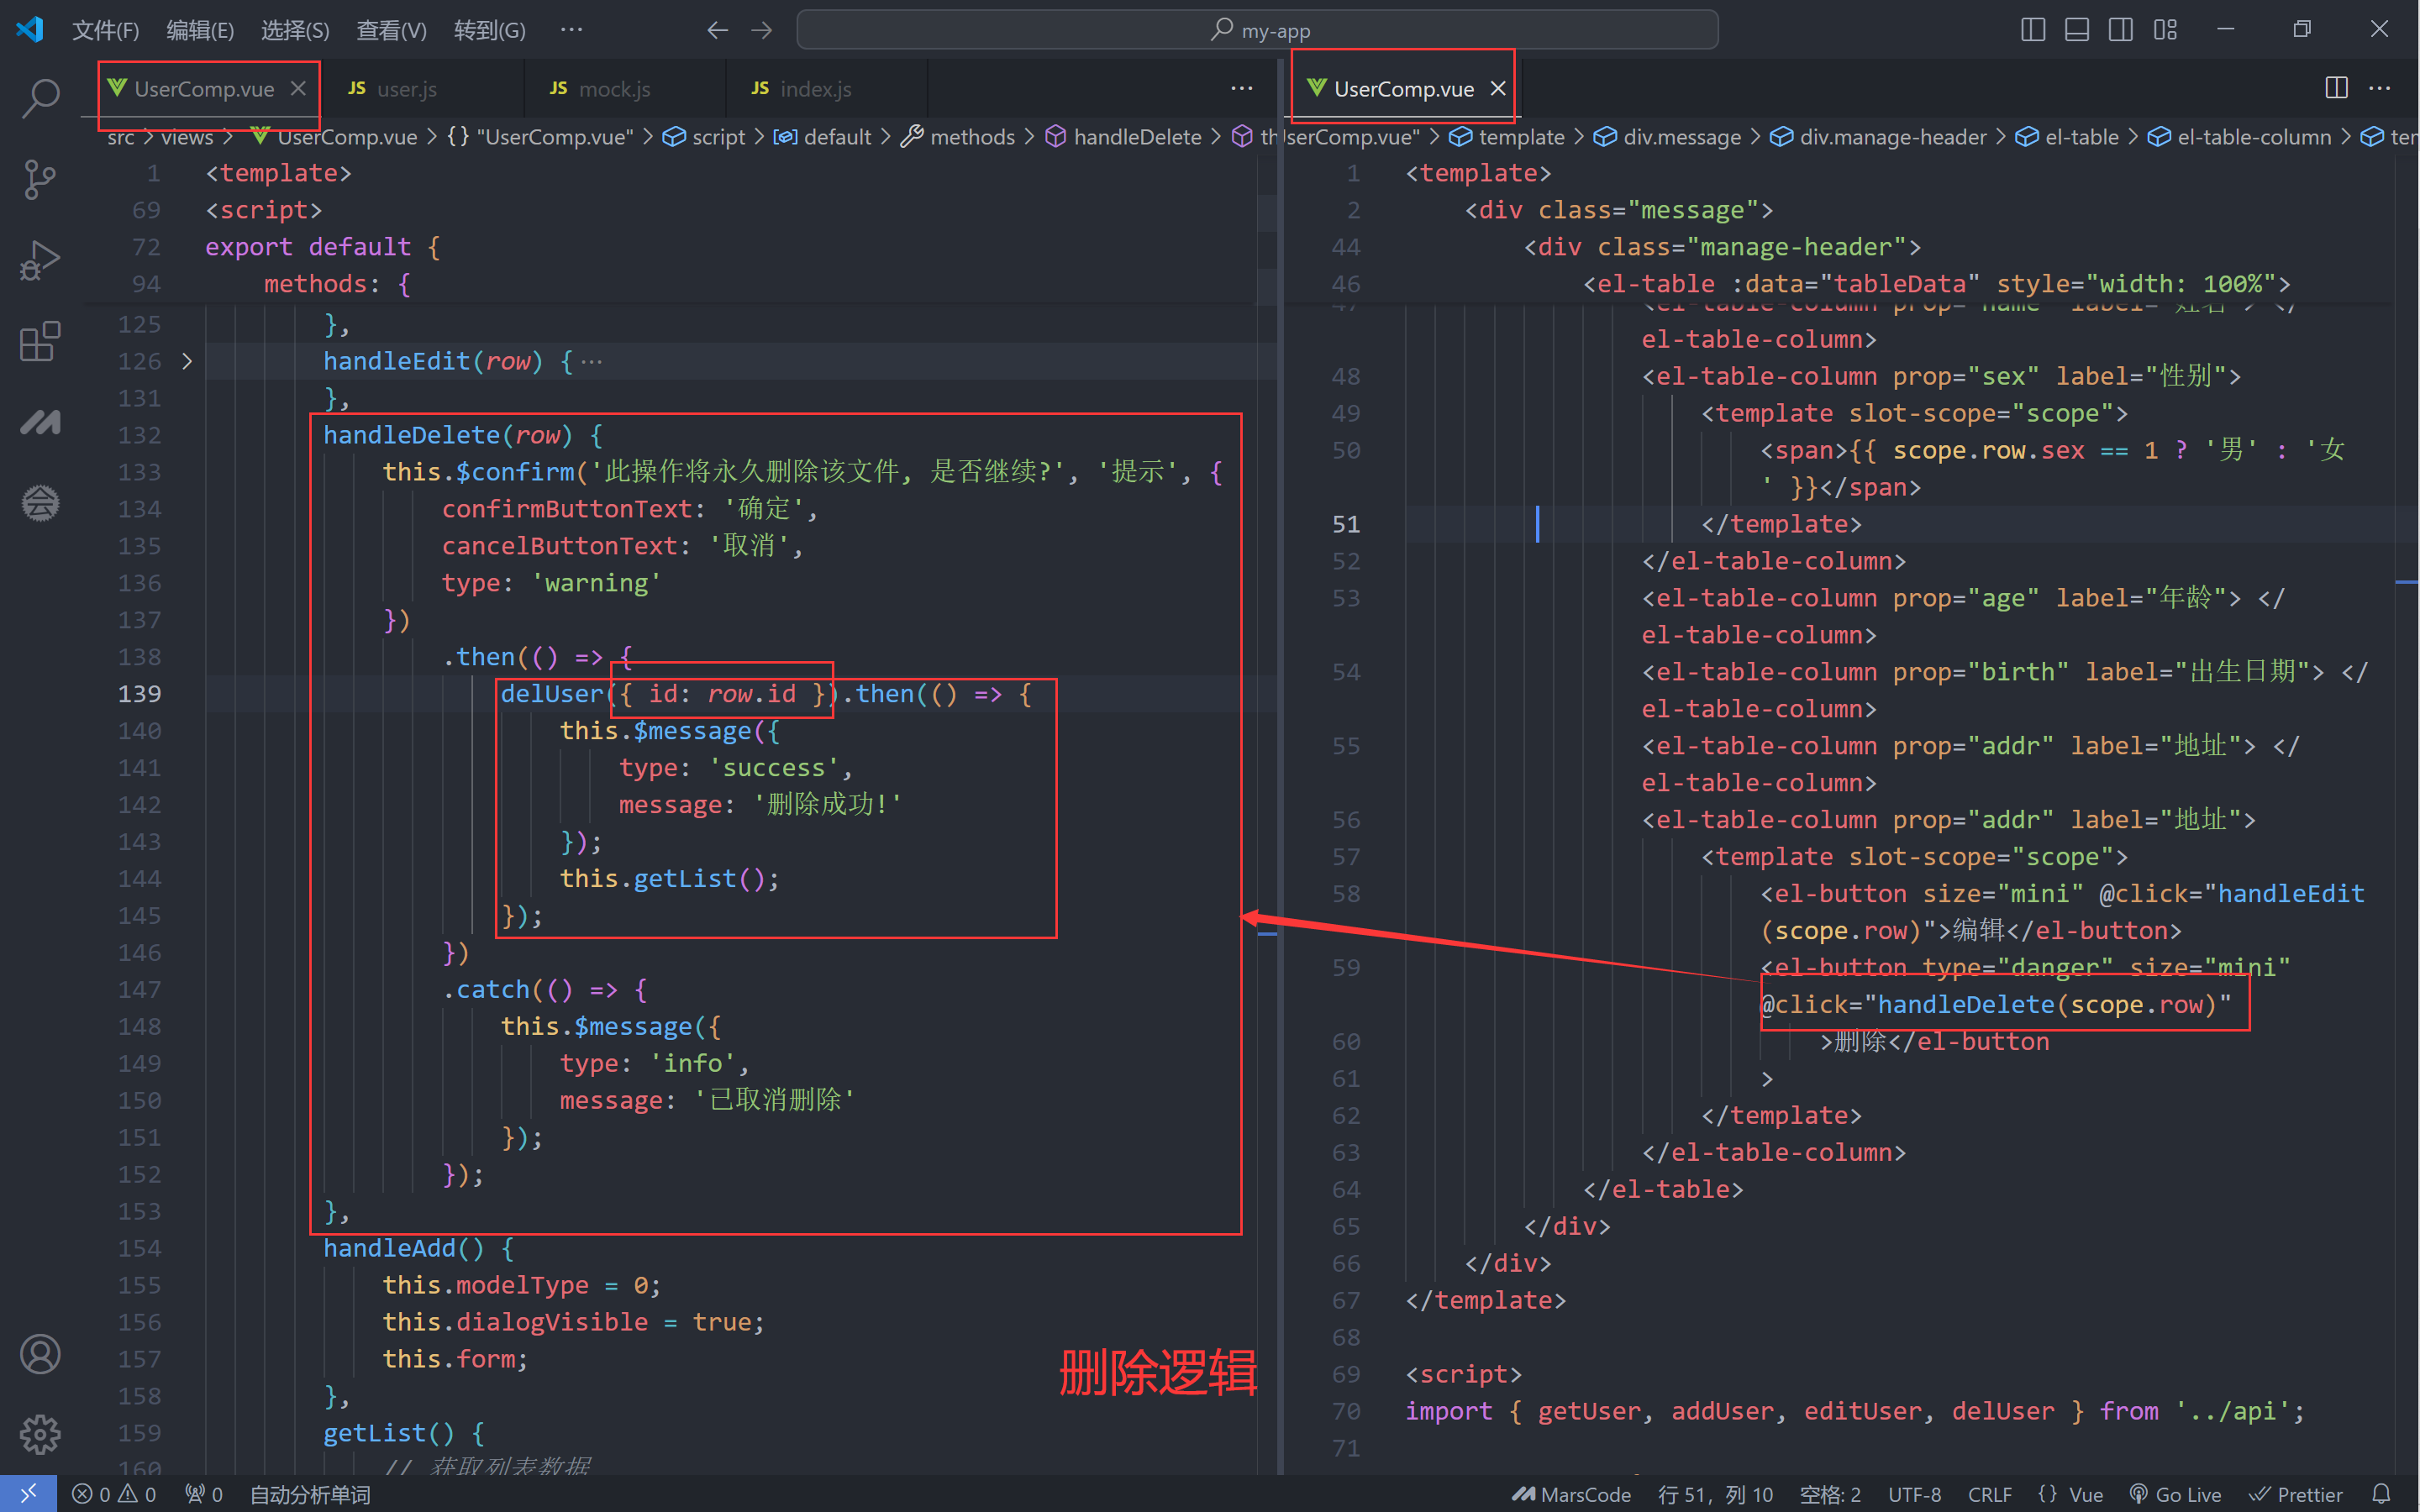 文件(F) 编辑(E) 选择(S) 查看(V) 转到(G) ··· my-app
UserComp.vue JS user.js JS mock.js JS index.js ···
src > views > UserComp.vue > {} "UserComp.vue" > script > default > methods > handleDelete >
1 <template>
69 <script>
72 export default {
94 methods: {
125 },
126 handleEdit(row) { ···
131 },
132 handleDelete(row) {
133 this.$confirm('此操作将永久删除该文件, 是否继续?', '提示', {
134 confirmButtonText: '确定',
135 cancelButtonText: '取消',
136 type: 'warning'
137 })
138 .then(() => {
139 delUser({ id: row.id }).then(() => {
140 this.$message({
141 type: 'success',
142 message: '删除成功!'
143 });
144 this.getList();
145 });
146 })
147 .catch(() => {
148 this.$message({
149 type: 'info',
150 message: '已取消删除'
151 });
152 });
153 },
154 handleAdd() {
155 this.modelType = 0;
156 this.dialogVisible = true;
157 this.form;
158 },
159 getList() {
160 // 获取列表数据
删除逻辑
UserComp.vue
UserComp.vue" > template > div.message > div.manage-header > el-table > el-table-column >
1 <template>
2 <div class="message">
44 <div class="manage-header">
46 <el-table :data="tableData" style="width: 100%">
47 <el-table-column prop="name" label="姓名"> </
el-table-column>
48 <el-table-column prop="sex" label="性别">
49 <template slot-scope="scope">
50 <span>{{ scope.row.sex == 1 ? '男' : '女
' }}</span>
51 </template>
52 </el-table-column>
53 <el-table-column prop="age" label="年龄"> </
el-table-column>
54 <el-table-column prop="birth" label="出生日期"> </
el-table-column>
55 <el-table-column prop="addr" label="地址"> </
el-table-column>
56 <el-table-column prop="addr" label="地址">
57 <template slot-scope="scope">
58 <el-button size="mini" @click="handleEdit
(scope.row)">编辑</el-button>
59 <el-button type="danger" size="mini"
@click="handleDelete(scope.row)"
60 >删除</el-button
61 >
62 </template>
63 </el-table-column>
64 </el-table>
65 </div>
66 </div>
67 </template>
68
69 <script>
70 import { getUser, addUser, editUser, delUser } from '../api';
71
0 0 0 自动分析单词 MarsCode 行 51, 列 10 空格: 2 UTF-8 CRLF {} Vue Go Live Prettier